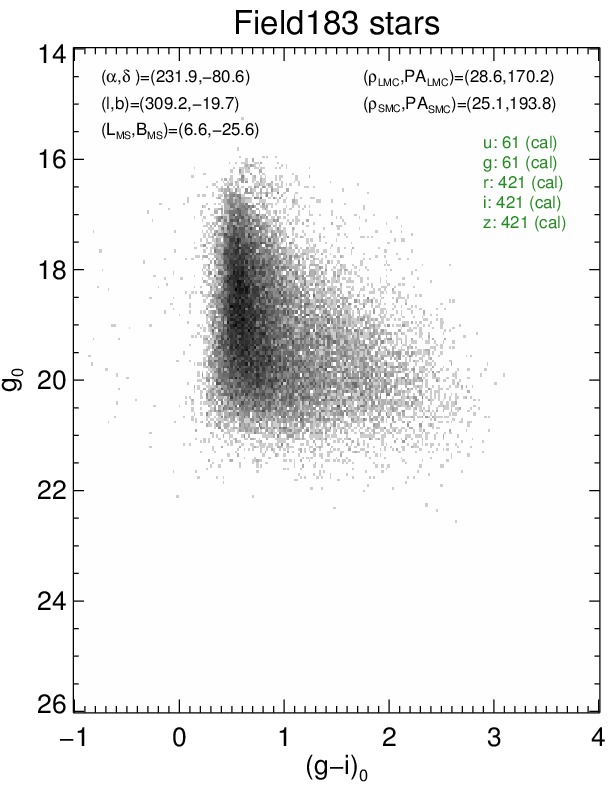 Field183 stars
(α,δ )=(231.9,−80.6)
(ρLMC,PALMC)=(28.6,170.2)
(l,b)=(309.2,−19.7)
(ρSMC,PASMC)=(25.1,193.8)
(LMS,BMS)=(6.6,−25.6)
u: 61 (cal)
g: 61 (cal)
r: 421 (cal)
i: 421 (cal)
z: 421 (cal)
14
16
18
20
22
24
26
g0
−1 0 1 2 3 4
(g−i)0